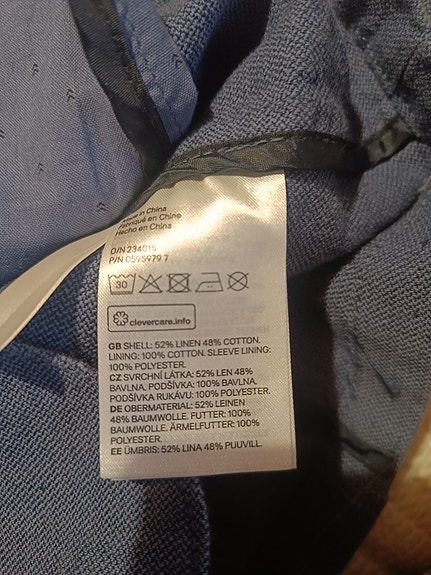 Made in China
Fabriqué en Chine
Hecho en China
O/N 234015
P/N 0595979 7
30
clevercare.info
GB SHELL: 52% LINEN 48% COTTON.
LINING: 100% COTTON. SLEEVE LINING:
100% POLYESTER.
CZ SVRCHNÍ LÁTKA: 52% LEN 48%
BAVLNA. PODŠÍVKA: 100% BAVLNA.
PODŠÍVKA RUKÁVU: 100% POLYESTER.
DE OBERMATERIAL: 52% LEINEN
48% BAUMWOLLE. FUTTER: 100%
BAUMWOLLE. ÄRMELFUTTER: 100%
POLYESTER.
EE ÜMBRIS: 52% LINA 48% PUUVILL.